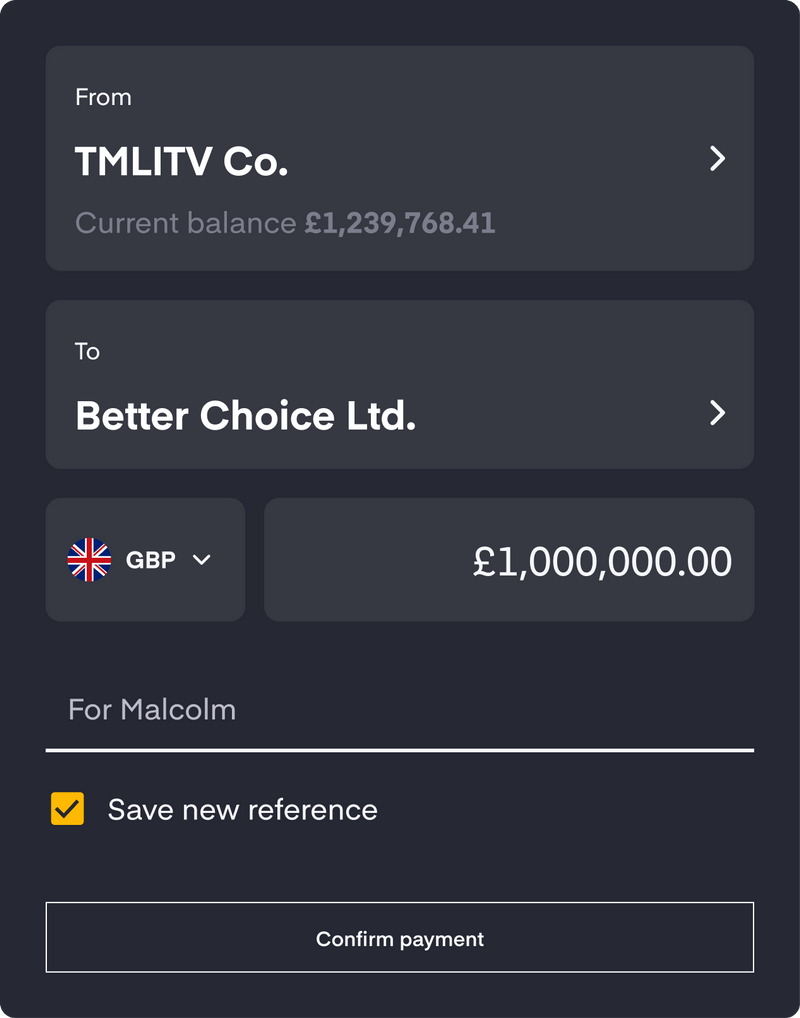 From
TMLITV Co.
Current balance £1,239,768.41
To
Better Choice Ltd.
GBP
£1,000,000.00
For Malcolm
Save new reference
Confirm payment